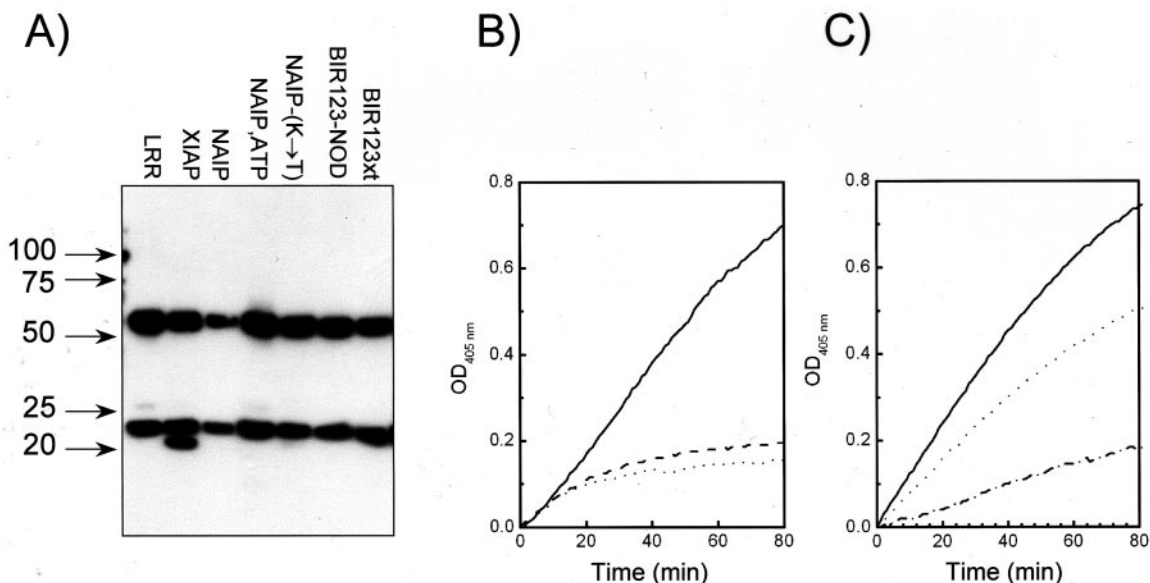 A)
B)
C)
LRR
XIAP
NAIP
NAIP,ATP
NAIP-(K→T)
BIR123-NOD
BIR123xt
100
75
50
25
20
OD405 nm
0.8
0.6
0.4
0.2
0.0
0 20 40 60 80
Time (min)
OD405 nm
0.8
0.6
0.4
0.2
0.0
0 20 40 60 80
Time (min)